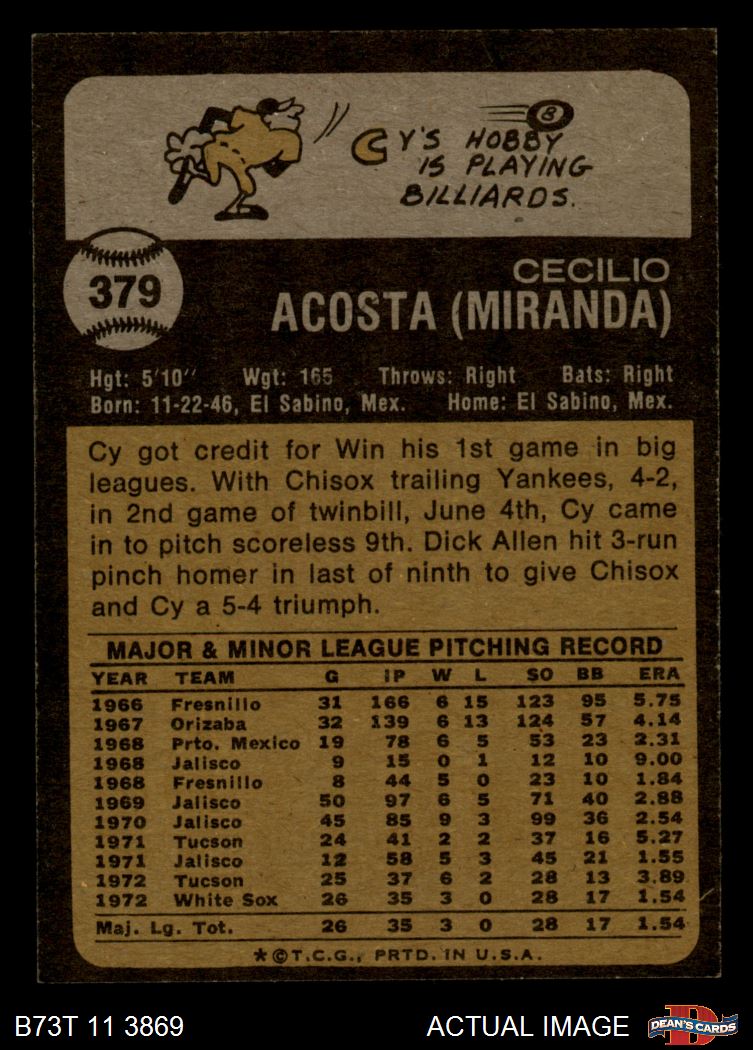 8
CY'S HOBBY
IS PLAYING
BILLIARDS.
379
CECILIO
ACOSTA (MIRANDA)
Hgt: 5'10" Wgt: 165 Throws: Right Bats: Right
Born: 11-22-46, El Sabino, Mex. Home: El Sabino, Mex.
Cy got credit for Win his 1st game in big
leagues. With Chisox trailing Yankees, 4-2,
in 2nd game of twinbill, June 4th, Cy came
in to pitch scoreless 9th. Dick Allen hit 3-run
pinch homer in last of ninth to give Chisox
and Cy a 5-4 triumph.
MAJOR & MINOR LEAGUE PITCHING RECORD
YEAR TEAM G IP W L SO BB ERA
1966 Fresnillo 31 166 6 15 123 95 5.75
1967 Orizaba 32 139 6 13 124 57 4.14
1968 Prto. Mexico 19 78 6 5 53 23 2.31
1968 Jalisco 9 15 0 1 12 10 9.00
1968 Fresnillo 8 44 5 0 23 10 1.84
1969 Jalisco 50 97 6 5 71 40 2.88
1970 Jalisco 45 85 9 3 99 36 2.54
1971 Tucson 24 41 2 2 37 16 5.27
1971 Jalisco 12 58 5 3 45 21 1.55
1972 Tucson 25 37 6 2 28 13 3.89
1972 White Sox 26 35 3 0 28 17 1.54
Maj. Lg. Tot. 26 35 3 0 28 17 1.54
*©T.C.G., PRTD. IN U.S.A.
B73T 11 3869 ACTUAL IMAGE D DEAN'S CARDS